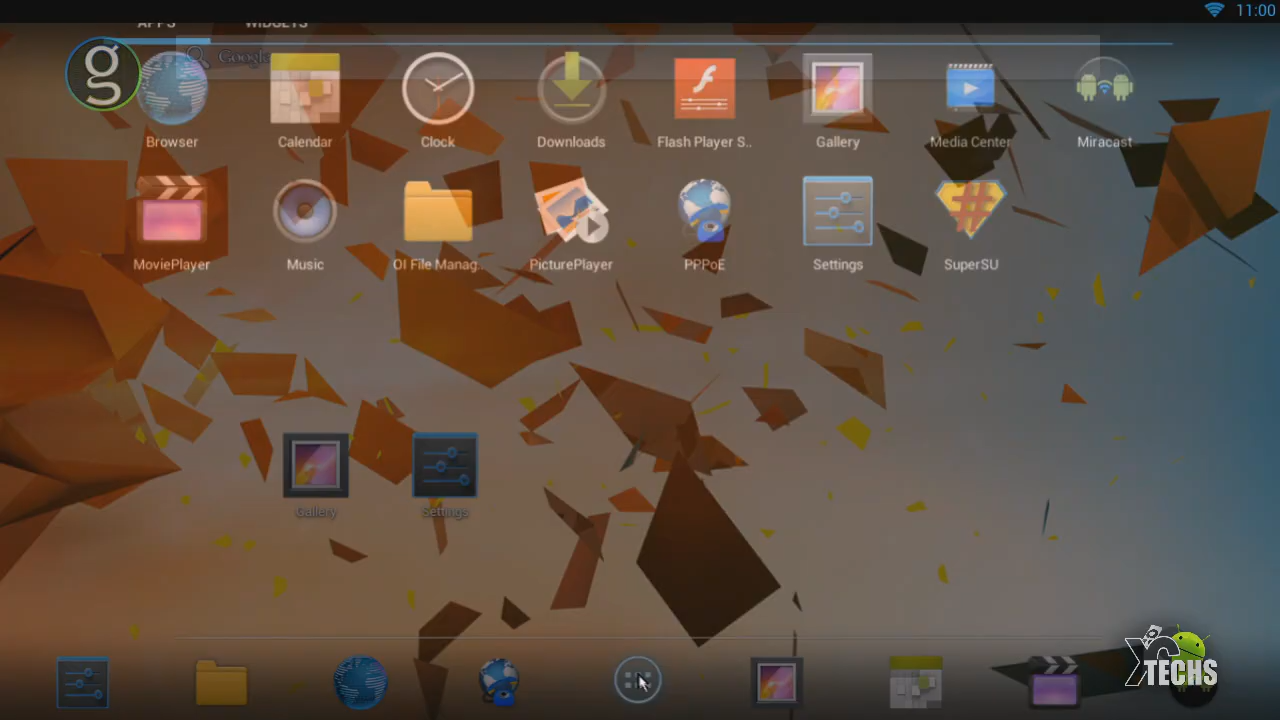 11:00
APPS WIDGETS
g Google
Browser Calendar Clock Downloads Flash Player S.. Gallery Media Center Miracast
MoviePlayer Music OI File Manag.. PicturePlayer PPPoE Settings SuperSU
Gallery Settings
XC TECHS